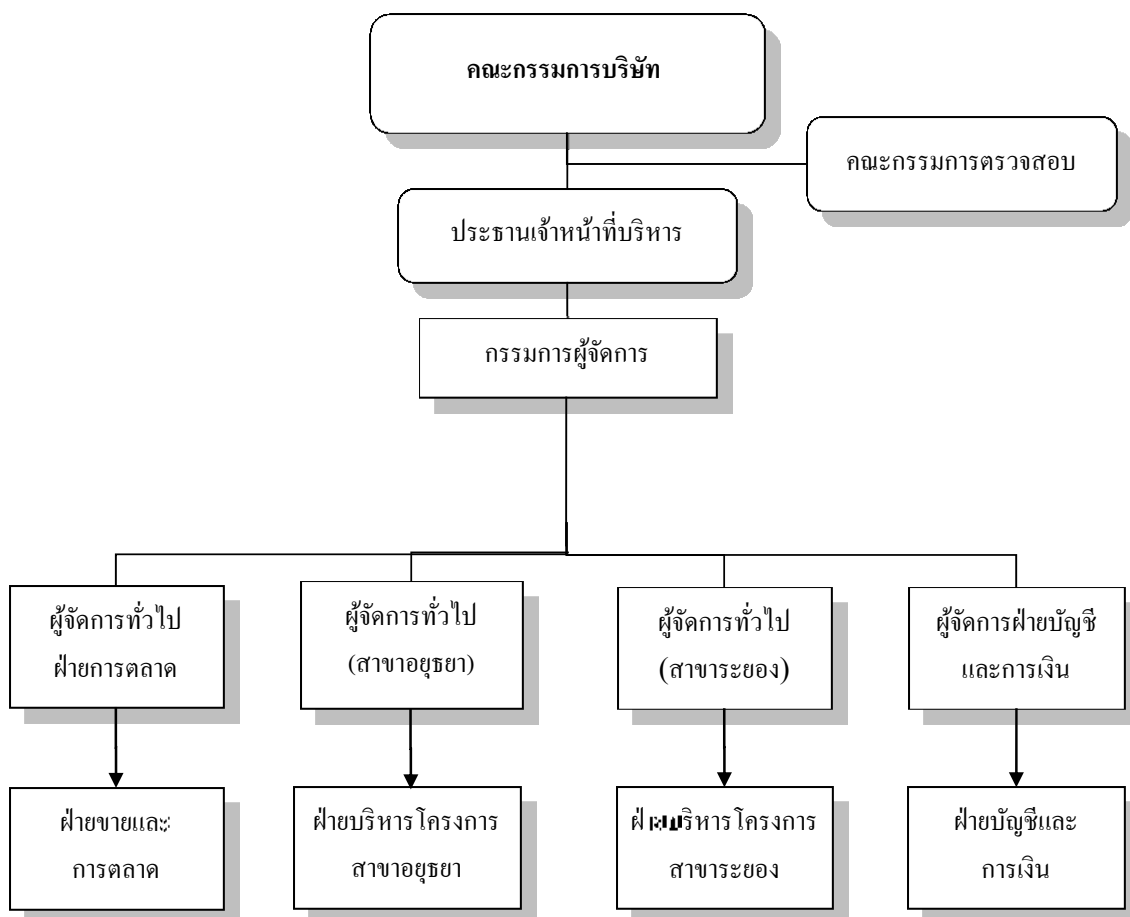 คณะกรรมการบริษัท
คณะกรรมการตรวจสอบ
ประธานเจ้าหน้าที่บริหาร
กรรมการผู้จัดการ
ผู้จัดการทั่วไป
ฝ่ายการตลาด
ผู้จัดการทั่วไป
(สาขาอยุธยา)
ผู้จัดการทั่วไป
(สาขาระยอง)
ผู้จัดการฝ่ายบัญชี
และการเงิน
ฝ่ายขายและ
การตลาด
ฝ่ายบริหารโครงการ
สาขาอยุธยา
ฝ่ายบริหารโครงการ
สาขาระยอง
ฝ่ายบัญชีและ
การเงิน